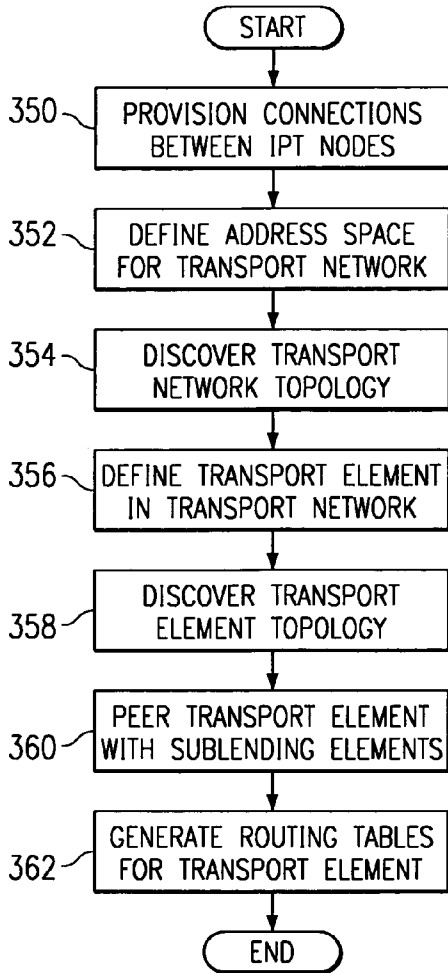 START
350
PROVISION CONNECTIONS
BETWEEN IPT NODES
352
DEFINE ADDRESS SPACE
FOR TRANSPORT NETWORK
354
DISCOVER TRANSPORT
NETWORK TOPOLOGY
356
DEFINE TRANSPORT ELEMENT
IN TRANSPORT NETWORK
358
DISCOVER TRANSPORT
ELEMENT TOPOLOGY
360
PEER TRANSPORT ELEMENT
WITH SUBLENDING ELEMENTS
362
GENERATE ROUTING TABLES
FOR TRANSPORT ELEMENT
END